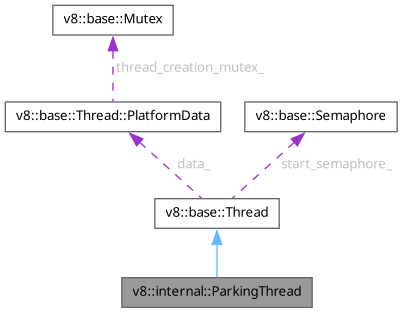 v8::base::Mutex
thread_creation_mutex_
v8::base::Thread::PlatformData
v8::base::Semaphore
data_
start_semaphore_
v8::base::Thread
v8::internal::ParkingThread